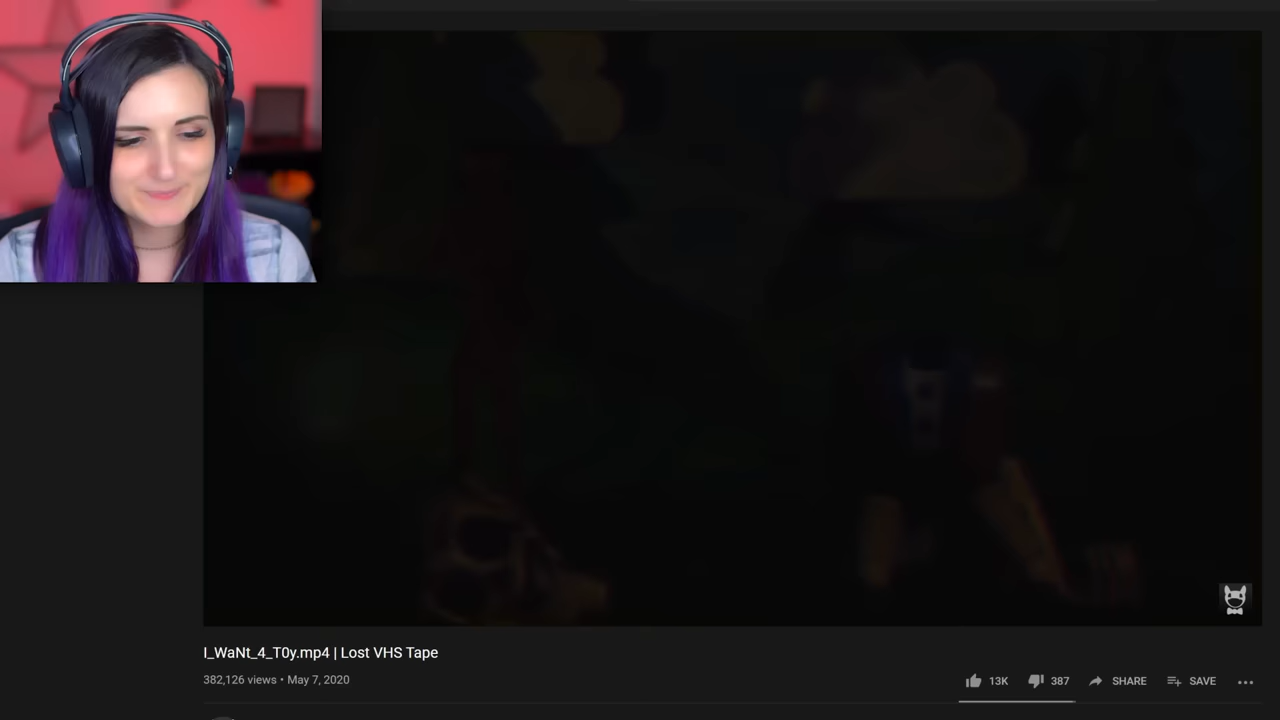 I_WaNt_4_T0y.mp4 | Lost VHS Tape
382,126 views • May 7, 2020
13K
387
SHARE
SAVE